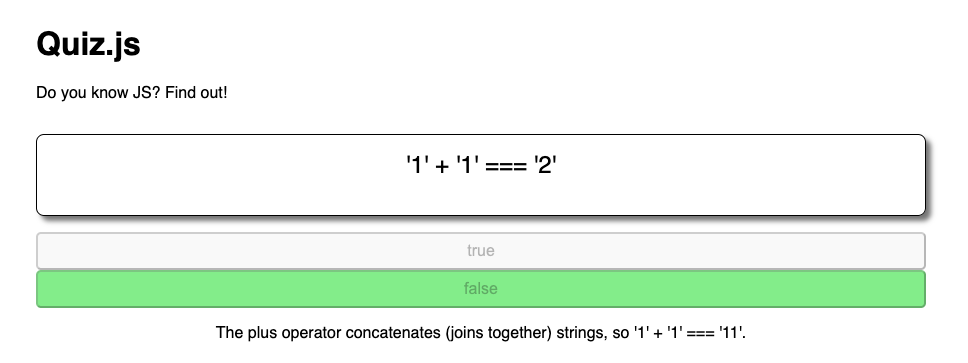 Quiz.js
Do you know JS? Find out!
'1' + '1' === '2'
true
false
The plus operator concatenates (joins together) strings, so '1' + '1' === '11'.